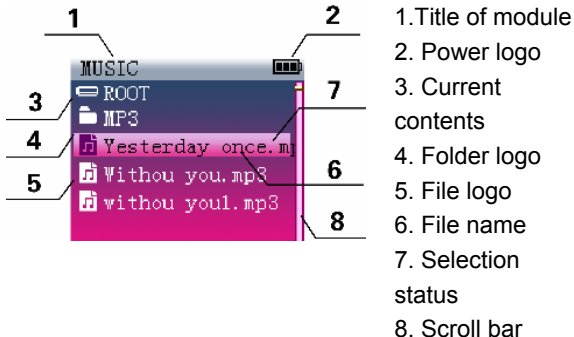 1
2
1.Title of module
MUSIC
2. Power logo
3
ROOT
7
3. Current
MP3
contents
4
Yesterday once.mp
4. Folder logo
5
Withou you.mp3
6
5. File logo
withou you1.mp3
8
6. File name
7. Selection
status
8. Scroll bar